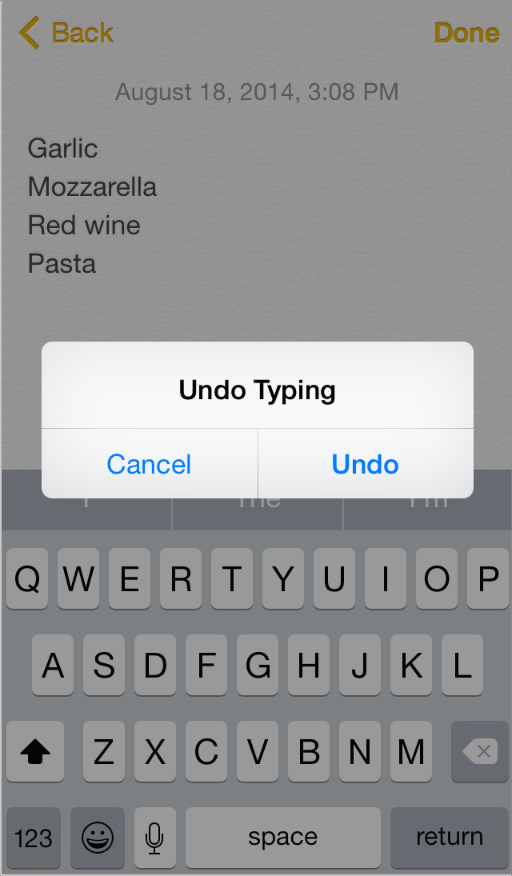 Back Done
August 18, 2014, 3:08 PM
Garlic
Mozzarella
Red wine
Pasta
Undo Typing
Cancel Undo
I The I'm
Q W E R T Y U I O P
A S D F G H J K L
Z X C V B N M
123 space return